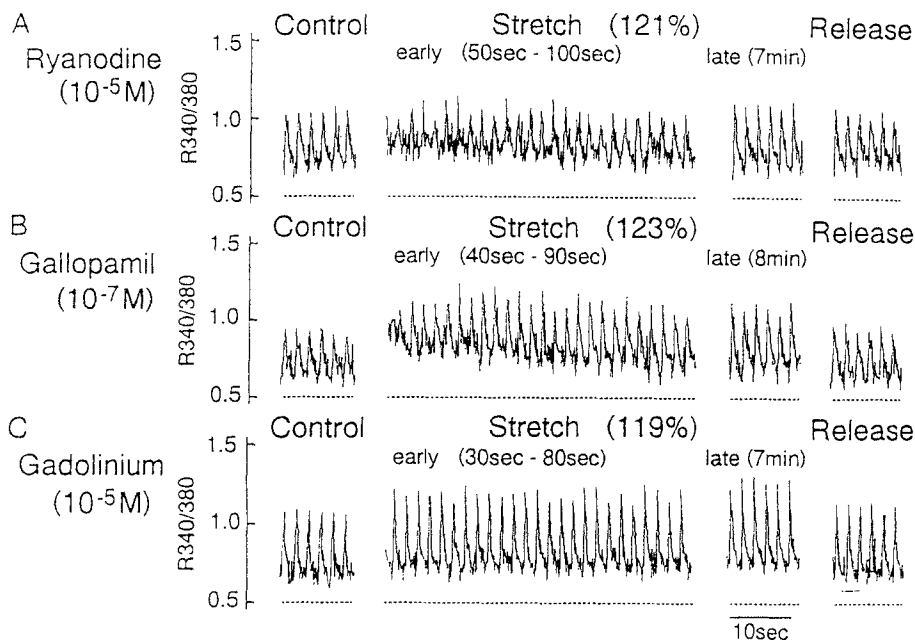 A
Control
Stretch (121%)
Release
Ryanodine
(10-5M)
early (50sec - 100sec)
late (7min)
R340/380
1.5
1.0
0.5
B
Control
Stretch (123%)
Release
Gallopamil
(10-7M)
early (40sec - 90sec)
late (8min)
R340/380
1.5
1.0
0.5
C
Control
Stretch (119%)
Release
Gadolinium
(10-5M)
early (30sec - 80sec)
late (7min)
R340/380
1.5
1.0
0.5
10sec